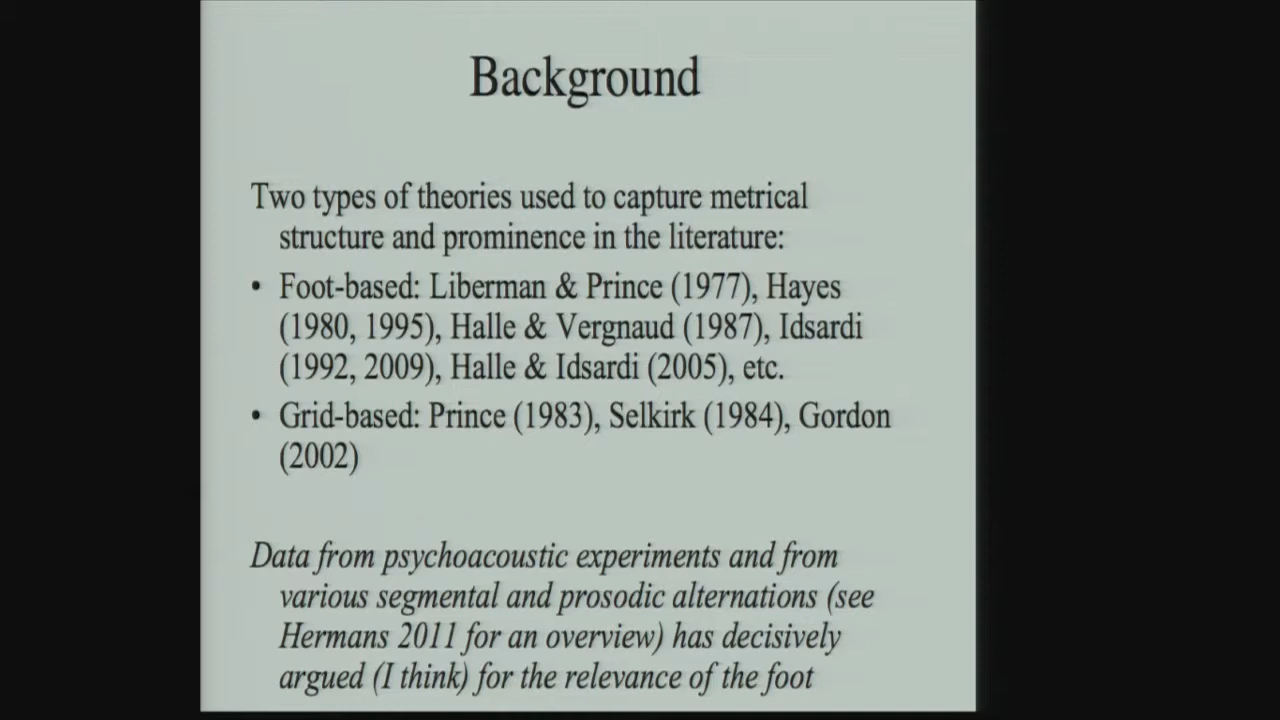 Background
Two types of theories used to capture metrical
structure and prominence in the literature:
• Foot-based: Liberman & Prince (1977), Hayes
(1980, 1995), Halle & Vergnaud (1987), Idsardi
(1992, 2009), Halle & Idsardi (2005), etc.
• Grid-based: Prince (1983), Selkirk (1984), Gordon
(2002)
Data from psychoacoustic experiments and from
various segmental and prosodic alternations (see
Hermans 2011 for an overview) has decisively
argued (I think) for the relevance of the foot